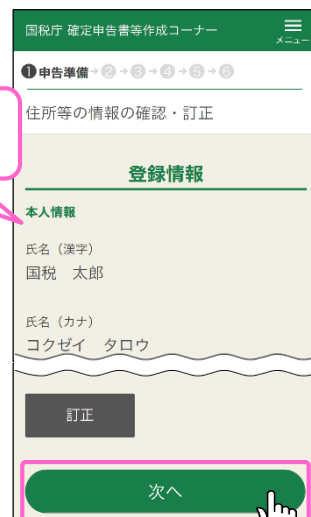 国税庁 確定申告書等作成コーナー
メニュー
❶申告準備→②→③→④→⑤→⑥
住所等の情報の確認・訂正
登録情報
本人情報
氏名（漢字）
国税　太郎
氏名（カナ）
コクゼイ　タロウ
訂正
次へ